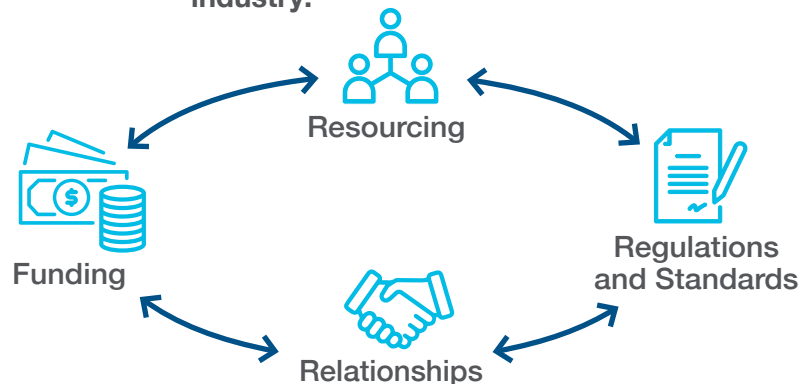 industry.
Resourcing
$
Funding
Regulations
and Standards
Relationships